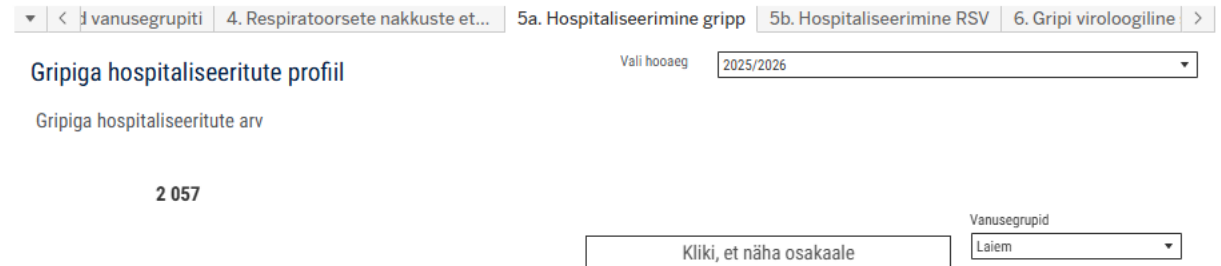 d vanusegrupiti 4. Respiratoorsete nakkuste et... 5a. Hospitaliseerimine gripp 5b. Hospitaliseerimine RSV 6. Gripi viroloogiline
Gripiga hospitaliseeritute profiil
Vali hooaeg 2025/2026
Gripiga hospitaliseeritute arv
2 057
Vanusegrupid
Kliki, et näha osakaale
Laiem